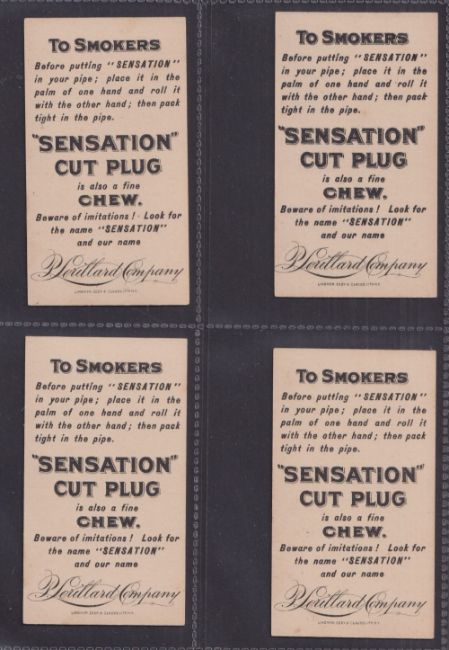 TO SMOKERS
Before putting "SENSATION"
in your pipe; place it in the
palm of one hand and roll it
with the other hand; then pack
tight in the pipe.
"SENSATION"
CUT PLUG
is also a fine
CHEW.
Beware of imitations! Look for
the name "SENSATION"
and our name
P. Lorillard Company
TO SMOKERS
Before putting "SENSATION"
in your pipe; place it in the
palm of one hand and roll it
with the other hand; then pack
tight in the pipe.
"SENSATION"
CUT PLUG
is also a fine
CHEW.
Beware of imitations! Look for
the name "SENSATION"
and our name
P. Lorillard Company
TO SMOKERS
Before putting "SENSATION"
in your pipe; place it in the
palm of one hand and roll it
with the other hand; then pack
tight in the pipe.
"SENSATION"
CUT PLUG
is also a fine
CHEW.
Beware of imitations! Look for
the name "SENSATION"
and our name
P. Lorillard Company
TO SMOKERS
Before putting "SENSATION"
in your pipe; place it in the
palm of one hand and roll it
with the other hand; then pack
tight in the pipe.
"SENSATION"
CUT PLUG
is also a fine
CHEW.
Beware of imitations! Look for
the name "SENSATION"
and our name
P. Lorillard Company